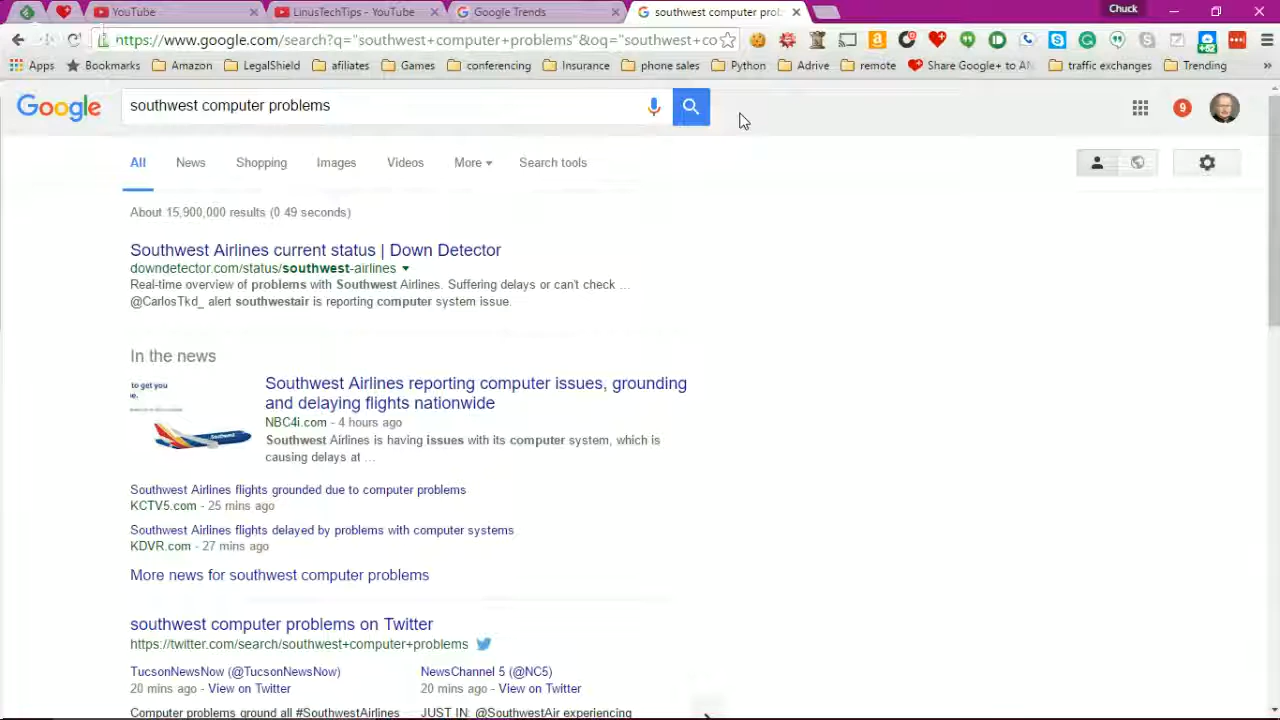 YouTube
LinusTechTips - YouTube
Google Trends
southwest computer prob
Chuck
https://www.google.com/search?q="southwest+computer+problems"&oq="southwest+co
+52
Apps
Bookmarks
Amazon
LegalShield
afiliates
Games
conferencing
Insurance
phone sales
Python
Adrive
remote
Share Google+ to
traffic exchanges
Trending
»
Google
southwest computer problems
9
All
News
Shopping
Images
Videos
More
Search tools
About 15,900,000 results (0 49 seconds)
Southwest Airlines current status | Down Detector
downdetector.com/status/southwest-airlines
Real-time overview of problems with Southwest Airlines. Suffering delays or can't check ...
@CarlosTkd_ alert southwestair is reporting computer system issue.
In the news
to get you
Southwest
Southwest Airlines reporting computer issues, grounding
and delaying flights nationwide
NBC4i.com - 4 hours ago
Southwest Airlines is having issues with its computer system, which is
causing delays at ...
Southwest Airlines flights grounded due to computer problems
KCTV5.com - 25 mins ago
Southwest Airlines flights delayed by problems with computer systems
KDVR.com - 27 mins ago
More news for southwest computer problems
southwest computer problems on Twitter
https://twitter.com/search/southwest+computer+problems
TucsonNewsNow (@TucsonNewsNow)
20 mins ago - View on Twitter
Computer problems ground all #SouthwestAirlines
NewsChannel 5 (@NC5)
20 mins ago - View on Twitter
JUST IN: @SouthwestAir experiencing